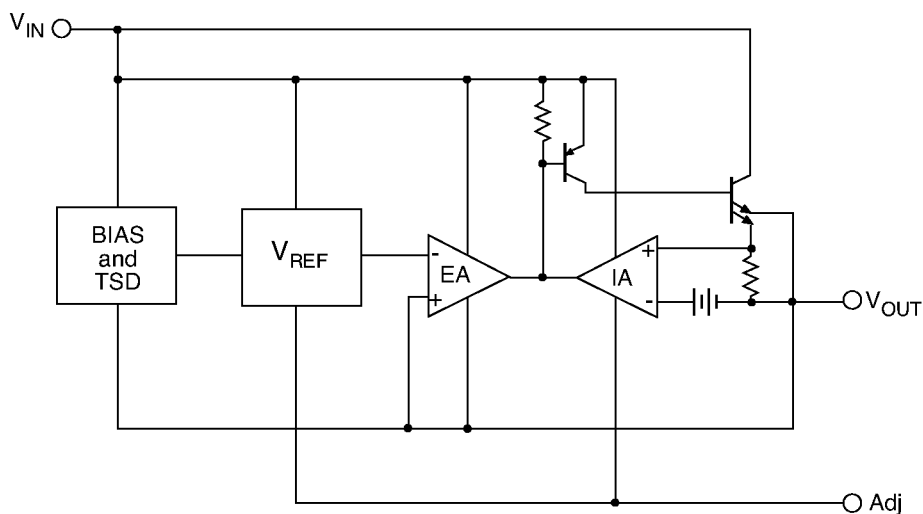 VIN
BIAS
and
TSD
VREF
-
EA
+
+
IA
-
VOUT
Adj